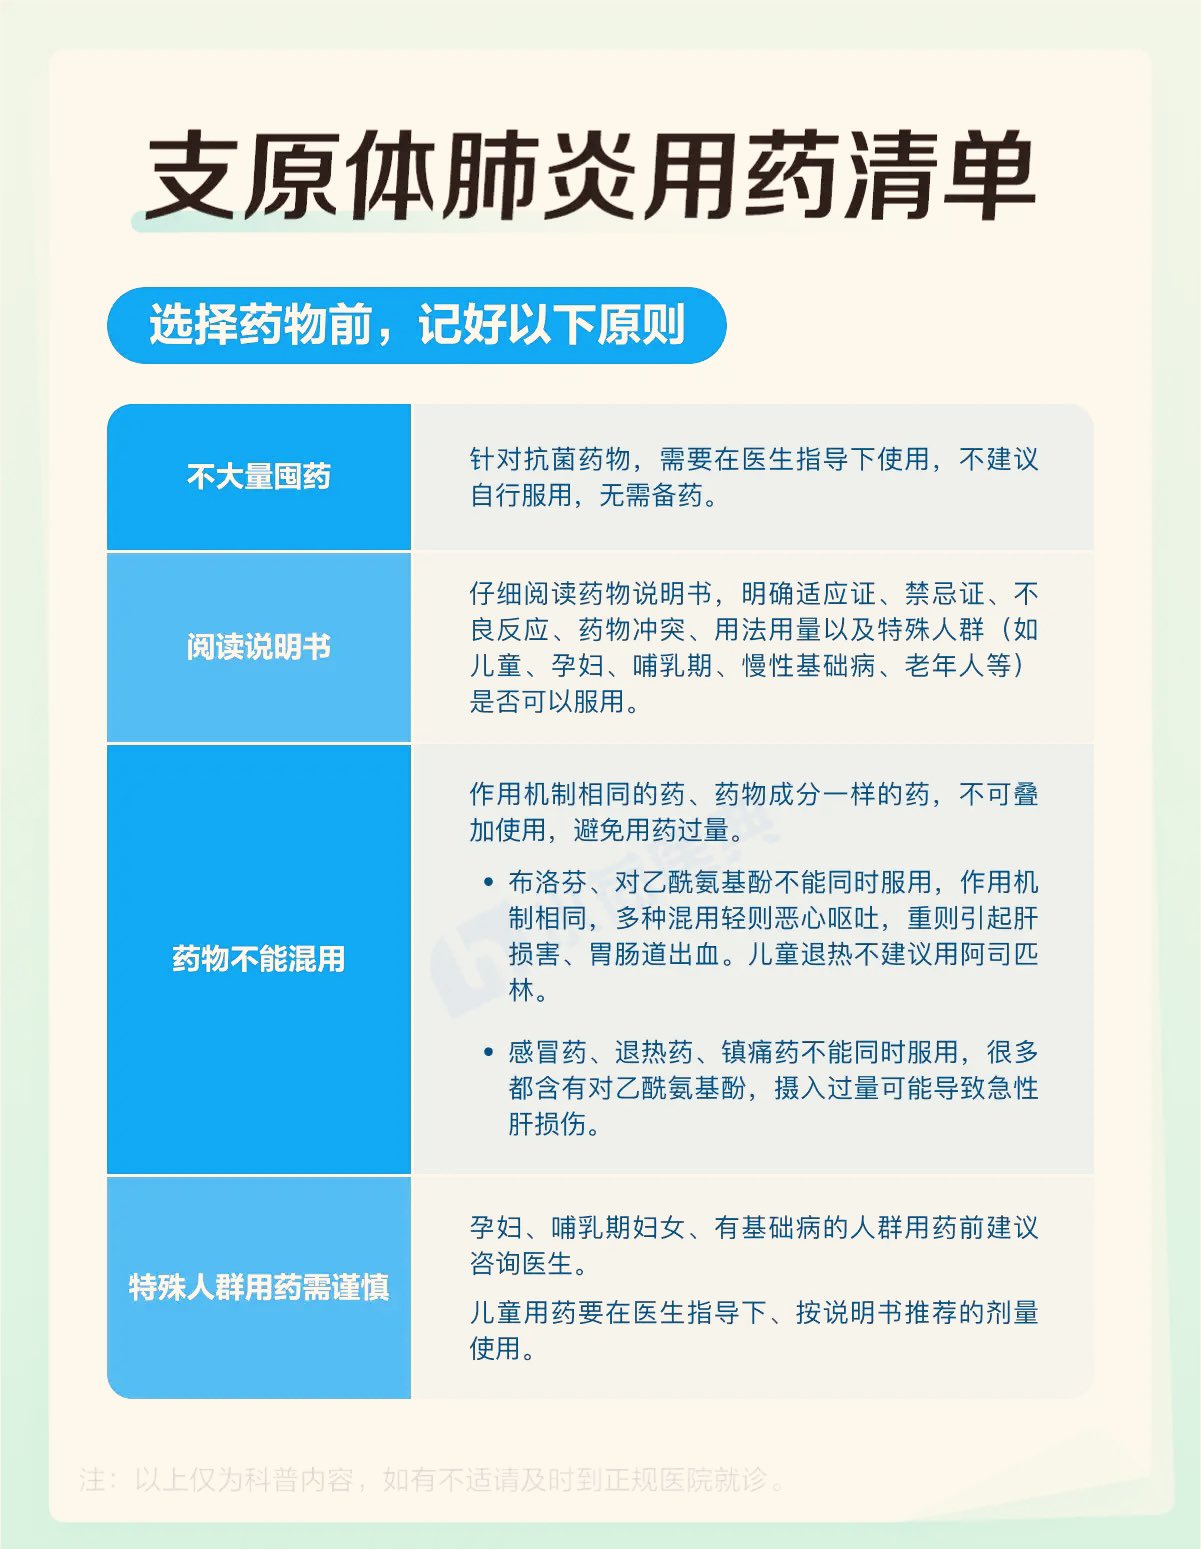 支原体肺炎用药清单
选择药物前，记好以下原则
不大量囤药
针对抗菌药物，需要在医生指导下使用，不建议
自行服用，无需备药。
阅读说明书
仔细阅读药物说明书，明确适应证、禁忌证、不
良反应、药物冲突、用法用量以及特殊人群（如
儿童、孕妇、哺乳期、慢性基础病、老年人等）
是否可以服用。
药物不能混用
作用机制相同的药、药物成分一样的药，不可叠
加使用，避免用药过量。
• 布洛芬、对乙酰氨基酚不能同时服用，作用机
制相同，多种混用轻则恶心呕吐，重则引起肝
损害、胃肠道出血。儿童退热不建议用阿司匹
林。
• 感冒药、退热药、镇痛药不能同时服用，很多
都含有对乙酰氨基酚，摄入过量可能导致急性
肝损伤。
特殊人群用药需谨慎
孕妇、哺乳期妇女、有基础病的人群用药前建议
咨询医生。
儿童用药要在医生指导下、按说明书推荐的剂量
使用。
注：以上仅为科普内容，如有不适请及时到正规医院就诊。